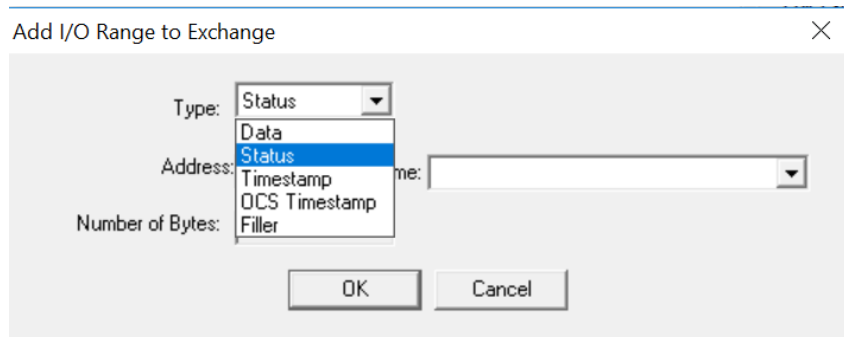 Add I/O Range to Exchange
Type: Status
Data
Address: Status
Timestamp me:
OCS Timestamp
Number of Bytes: Filler
OK Cancel